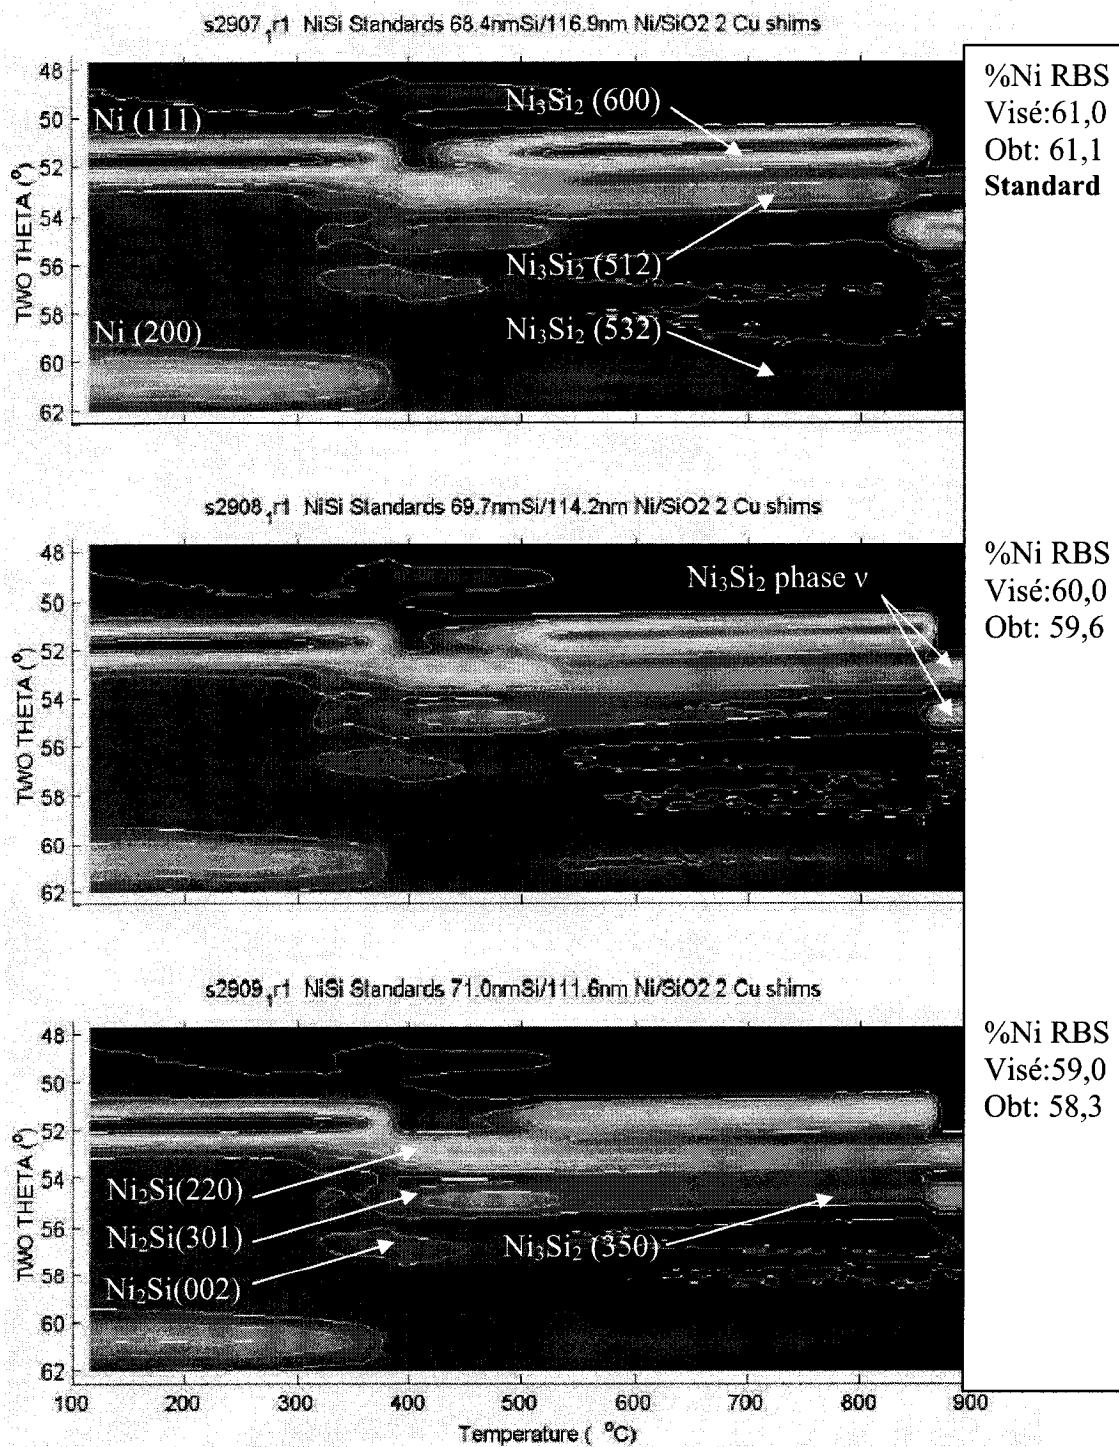 s2907_1r1 NiSi Standards 68.4nmSi/116.9nm Ni/SiO2 2 Cu shims
%Ni RBS
Visé:61,0
Obt: 61,1
Standard
TWO THETA (°)
48
50
52
54
56
58
60
62
Ni (111)
Ni (200)
Ni₃Si₂ (600)
Ni₃Si₂ (512)
Ni₃Si₂ (532)
s2908_1r1 NiSi Standards 69.7nmSi/114.2nm Ni/SiO2 2 Cu shims
%Ni RBS
Visé:60,0
Obt: 59,6
TWO THETA (°)
48
50
52
54
56
58
60
62
Ni₃Si₂ phase ν
s2909_1r1 NiSi Standards 71.0nmSi/111.6nm Ni/SiO2 2 Cu shims
%Ni RBS
Visé:59,0
Obt: 58,3
TWO THETA (°)
48
50
52
54
56
58
60
62
Ni₂Si(220)
Ni₂Si(301)
Ni₂Si(002)
Ni₃Si₂ (350)
100 200 300 400 500 600 700 800 900
Temperature ( °C)